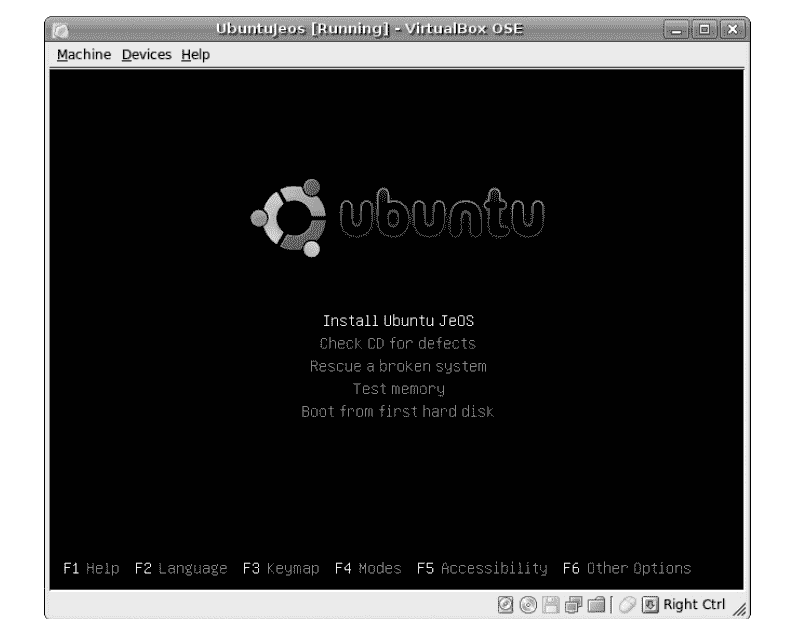 UbuntuJeos [Running] - VirtualBox OSE
Machine Devices Help
ubuntu
Install Ubuntu JeOS
Check CD for defects
Rescue a broken system
Test memory
Boot from first hard disk
F1 Help F2 Language F3 Keymap F4 Modes F5 Accessibility F6 Other Options
Right Ctrl